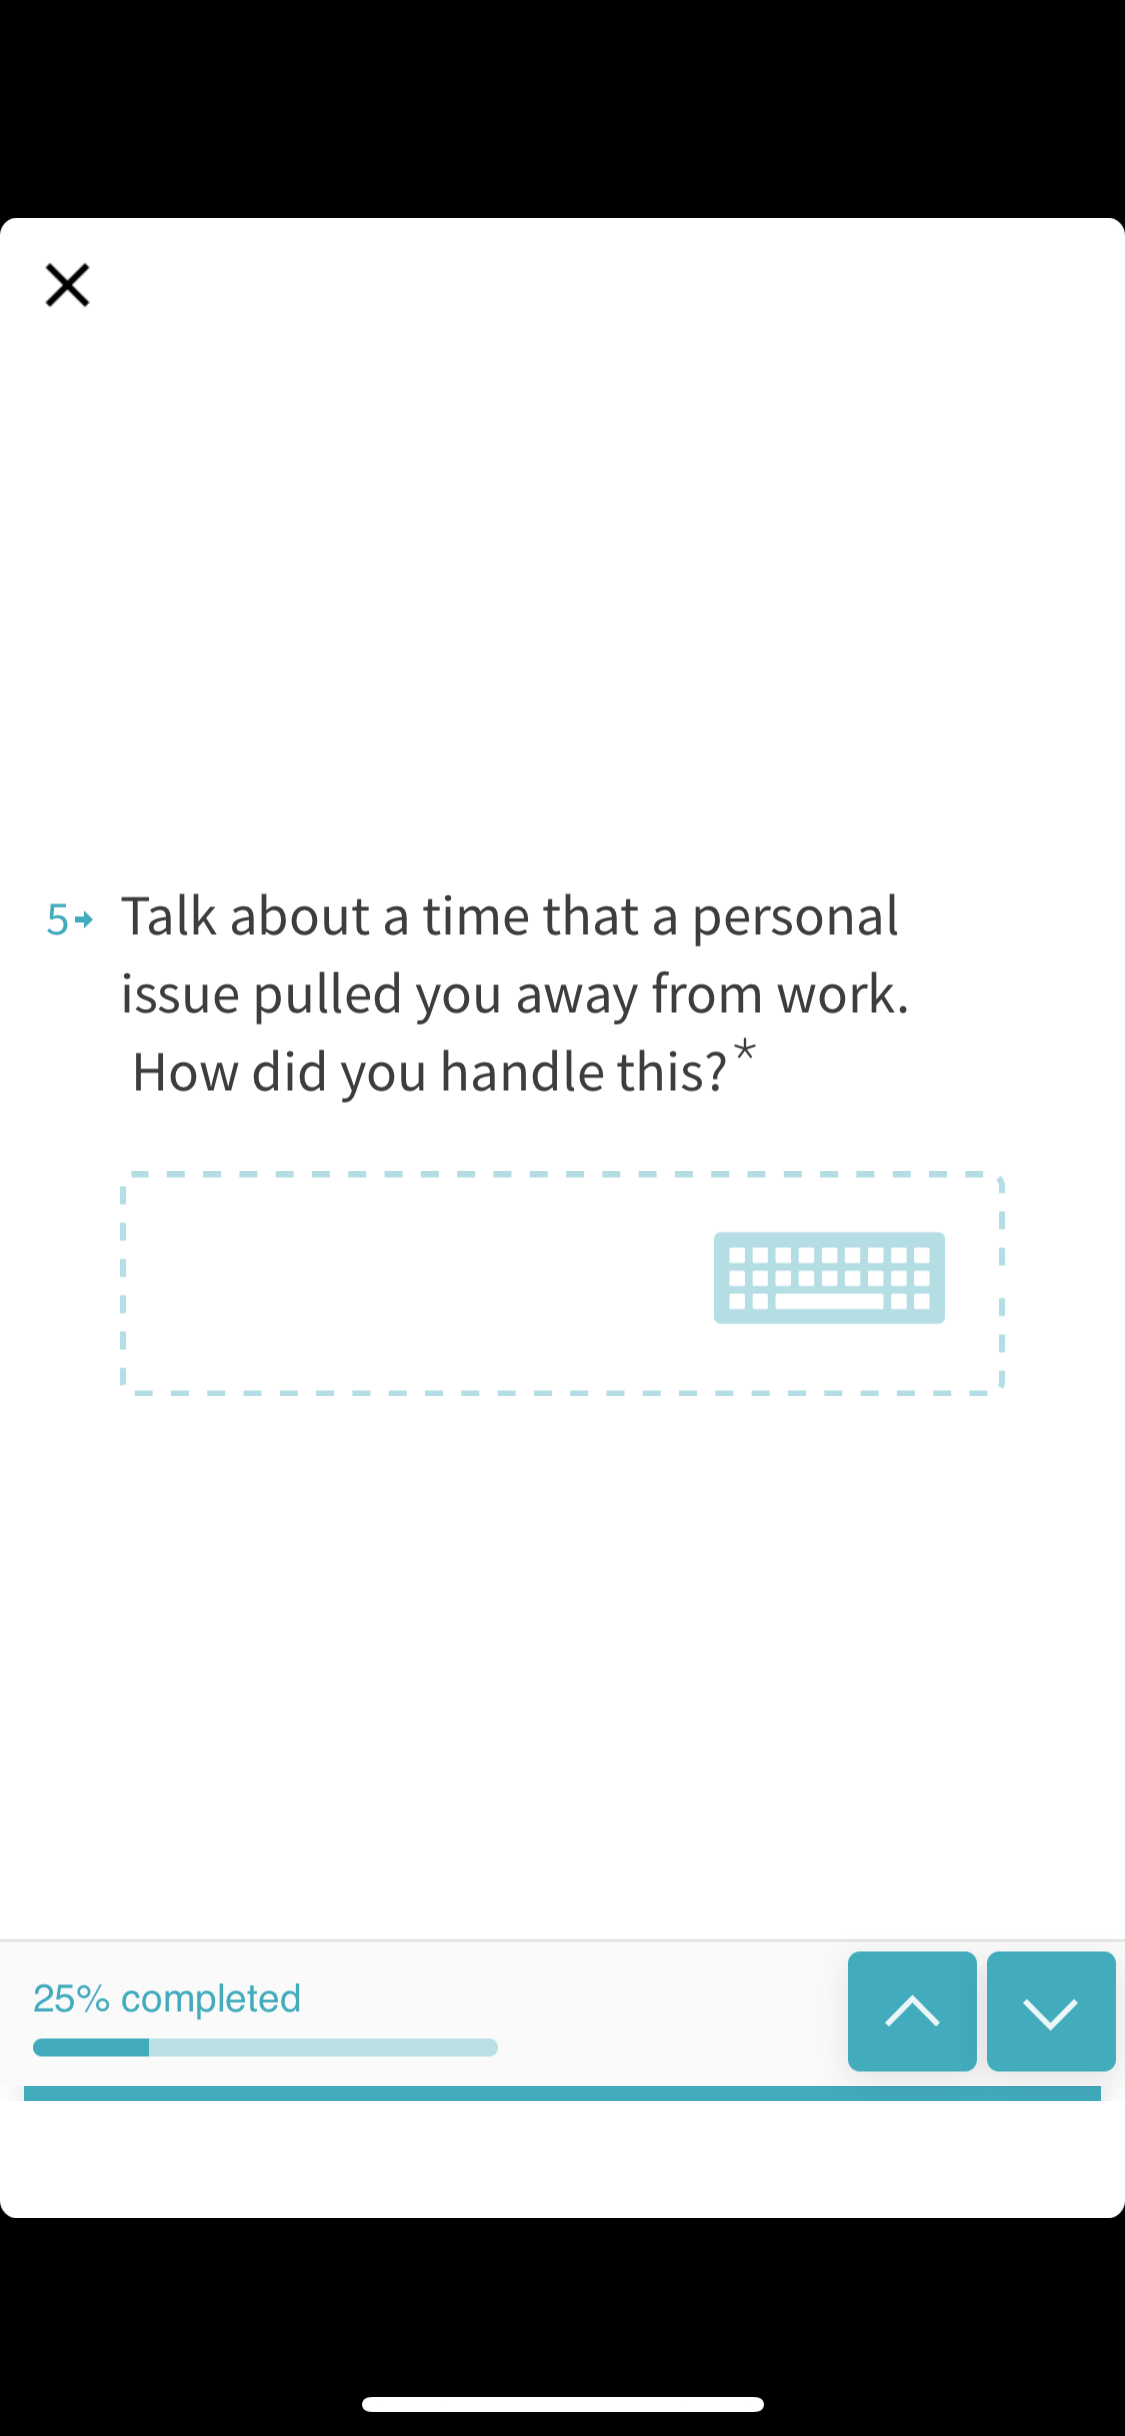 5 Talk about a time that a personal
issue pulled you away from work.
How did you handle this?*
25% completed